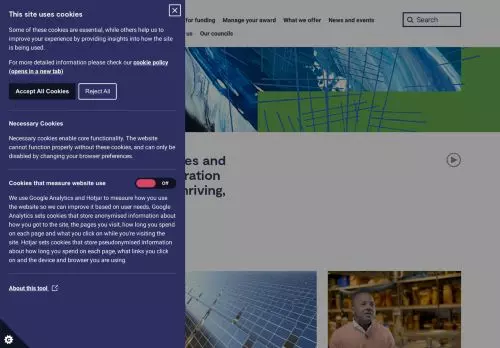 This site uses cookies
Some of these cookies are essential, while others help us
to improve your experience by providing insights into how the site
is being used.
For more detailed information please check our cookie policy
(opens in a new tab)
Accept All Cookies
Reject All
Necessary Cookies
Necessary cookies enable core functionality. The website
cannot function properly without these cookies, and can only be
disabled by changing your browser preferences.
Cookies that measure website use
Off
We use Google Analytics and Hotjar to measure how you use
the website so we can improve it based on user needs. Google
Analytics sets cookies that store anonymised information about
how you got to the site, the pages you visit, how long you spend
on each page and what you click on while you're visiting the
site. Hotjar sets cookies that store pseudonymised information
about how long you spend on each page, what links you click
on and the device and browser you are using.
About this tool
for funding Manage your award What we offer News and events
us Our councils
Search
es and
ration
hriving,